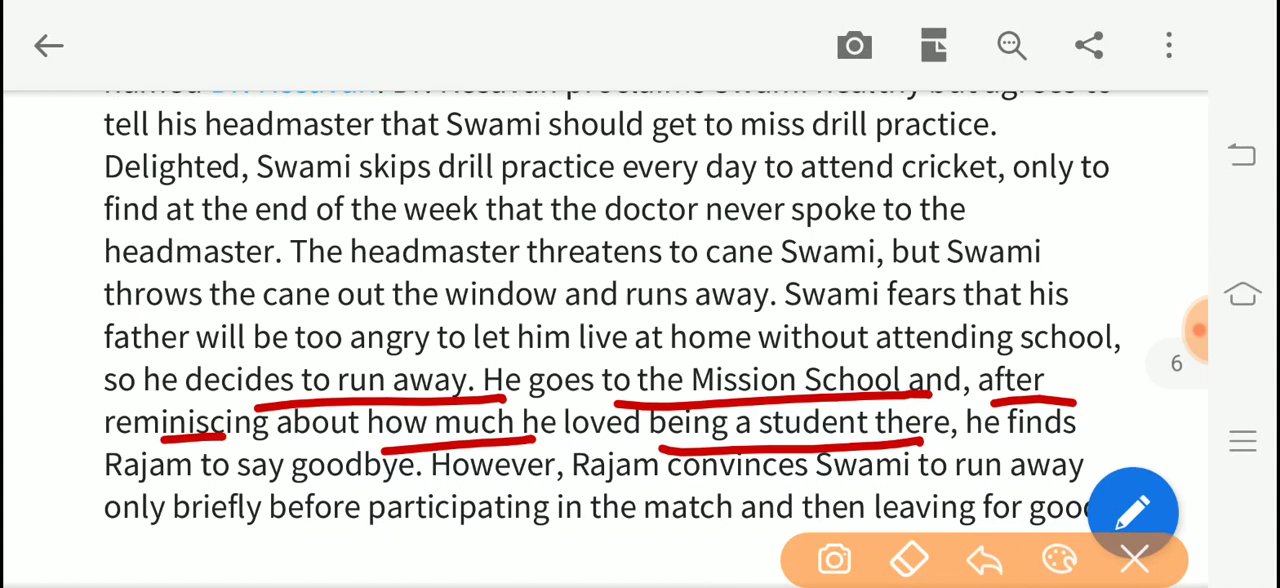 tell his headmaster that Swami should get to miss drill practice.
Delighted, Swami skips drill practice every day to attend cricket, only to
find at the end of the week that the doctor never spoke to the
headmaster. The headmaster threatens to cane Swami, but Swami
throws the cane out the window and runs away. Swami fears that his
father will be too angry to let him live at home without attending school,
6
so he decides to run away. He goes to the Mission School and, after
reminiscing about how much he loved being a student there, he finds
Rajam to say goodbye. However, Rajam convinces Swami to run away
only briefly before participating in the match and then leaving for